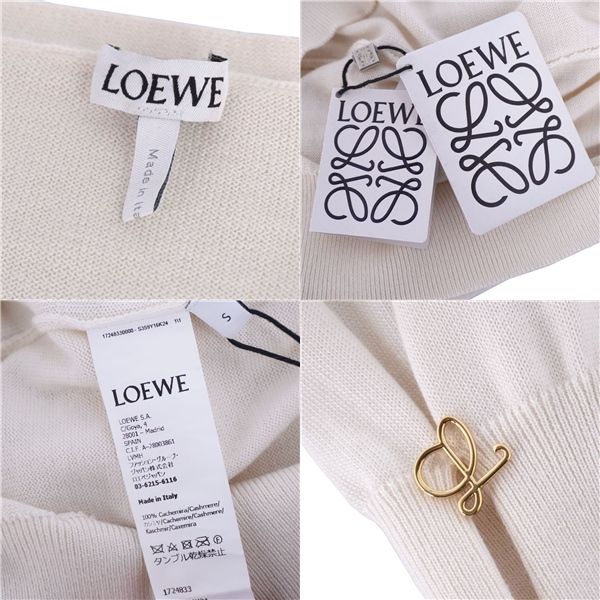 LOEWE
Made in Ita
LOEWE
LOEWE
17248330000 - S359Y16K24
S
LOEWE
LOEWE S.A.
C/Goya, 4
28001 - Madrid
SPAIN
C.I.F. A-28003861
LVMH
ファッション・グループ・
ジャパン株式会社
ロエベジャパン
03-6215-6116
Made in Italy
100% Cachemira/Cashmere/
カシミヤ/Cachemire/Cashmere/
Kaschmir/Caxemira
タンブル乾燥禁止
1724833